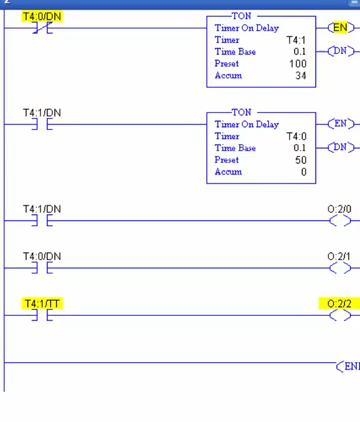 T4:0/DN
TON
Timer On Delay
EN
Timer T4:1
DN
Time Base 0.1
Preset 100
Accum 34
T4:1/DN
TON
Timer On Delay
EN
Timer T4:0
DN
Time Base 0.1
Preset 50
Accum 0
T4:1/DN
O:2/0
T4:0/DN
O:2/1
T4:1/TT
O:2/2